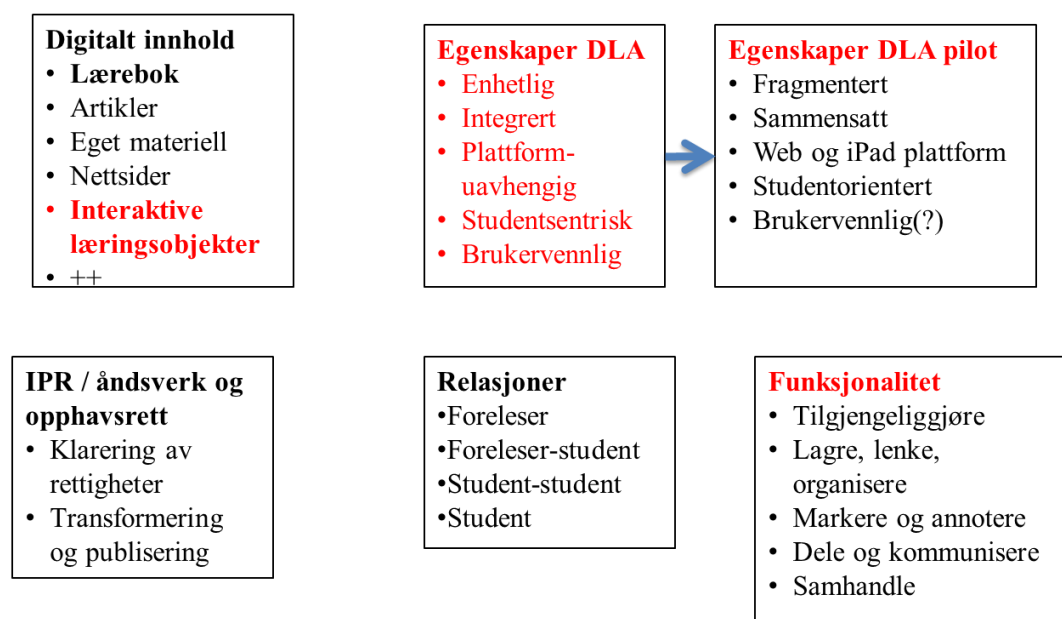 Digitalt innhold
• Lærebok
• Artikler
• Eget materiell
• Nettsider
• Interaktive
læringsobjekter
• ++
Egenskaper DLA
• Enhetlig
• Integrert
• Plattform-
uavhengig
• Studentsentrisk
• Brukervennlig
Egenskaper DLA pilot
• Fragmentert
• Sammensatt
• Web og iPad plattform
• Studentorientert
• Brukervennlig(?)
IPR / åndsverk og
opphavsrett
• Klarering av
rettigheter
• Transformering
og publisering
Relasjoner
•Foreleser
•Foreleser-student
•Student-student
•Student
Funksjonalitet
• Tilgjengeliggjøre
• Lagre, lenke,
organisere
• Markere og annotere
• Dele og kommunisere
• Samhandle